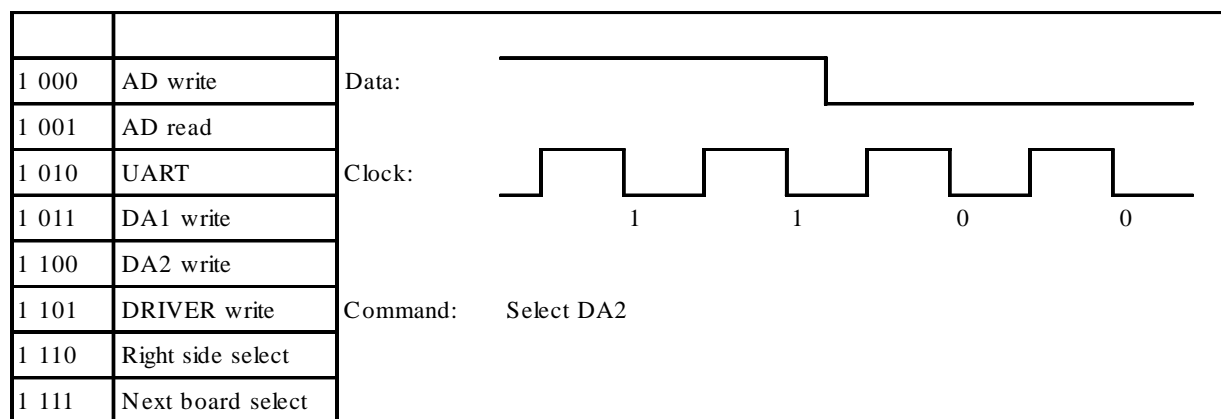 1 000 AD write Data:
1 001 AD read
1 010 UART Clock:
1 011 DA1 write 1 1 0 0
1 100 DA2 write
1 101 DRIVER write Command: Select DA2
1 110 Right side select
1 111 Next board select